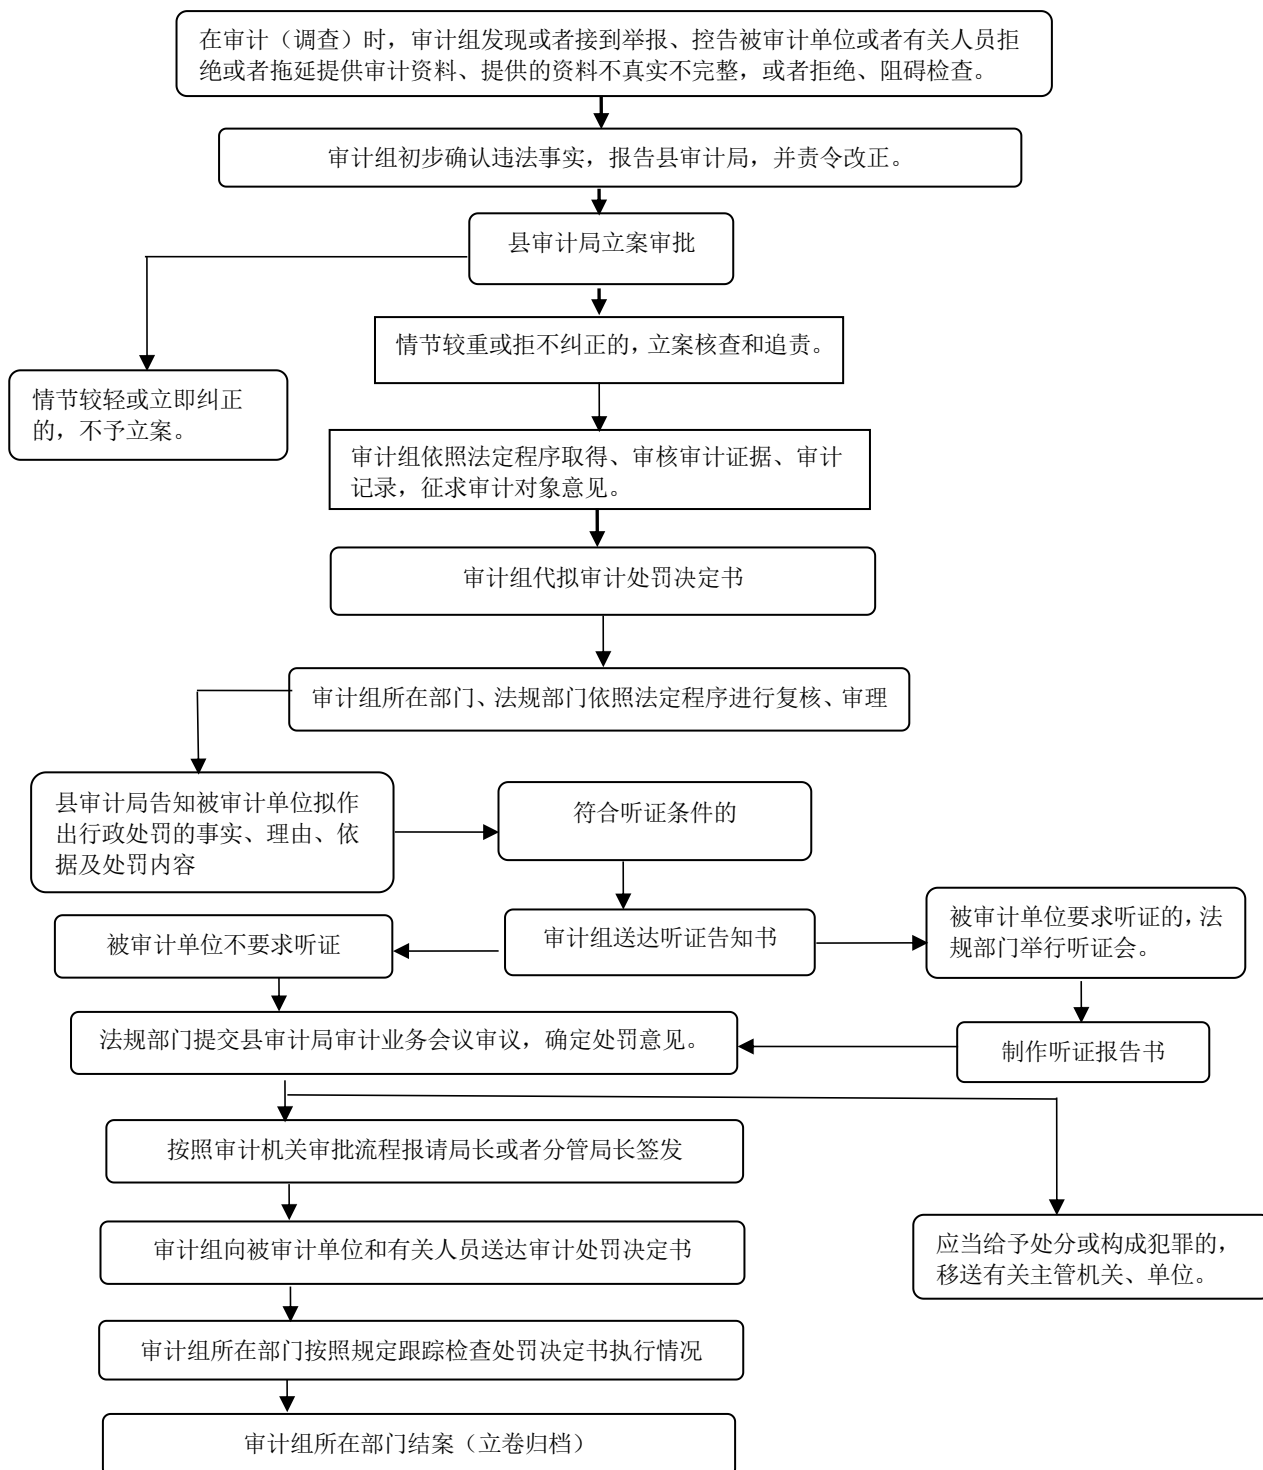 在审计（调查）时，审计组发现或者接到举报、控告被审计单位或者有关人员拒
绝或者拖延提供审计资料、提供的资料不真实不完整，或者拒绝、阻碍检查。
审计组初步确认违法事实，报告县审计局，并责令改正。
县审计局立案审批
情节较重或拒不纠正的，立案核查和追责。
情节较轻或立即纠正
的，不予立案。
审计组依照法定程序取得、审核审计证据、审计
记录，征求审计对象意见。
审计组代拟审计处罚决定书
审计组所在部门、法规部门依照法定程序进行复核、审理
县审计局告知被审计单位拟作
出行政处罚的事实、理由、依
据及处罚内容
符合听证条件的
被审计单位不要求听证
审计组送达听证告知书
被审计单位要求听证的，法
规部门举行听证会。
法规部门提交县审计局审计业务会议审议，确定处罚意见。
制作听证报告书
按照审计机关审批流程报请局长或者分管局长签发
审计组向被审计单位和有关人员送达审计处罚决定书
应当给予处分或构成犯罪的，
移送有关主管机关、单位。
审计组所在部门按照规定跟踪检查处罚决定书执行情况
审计组所在部门结案（立卷归档）